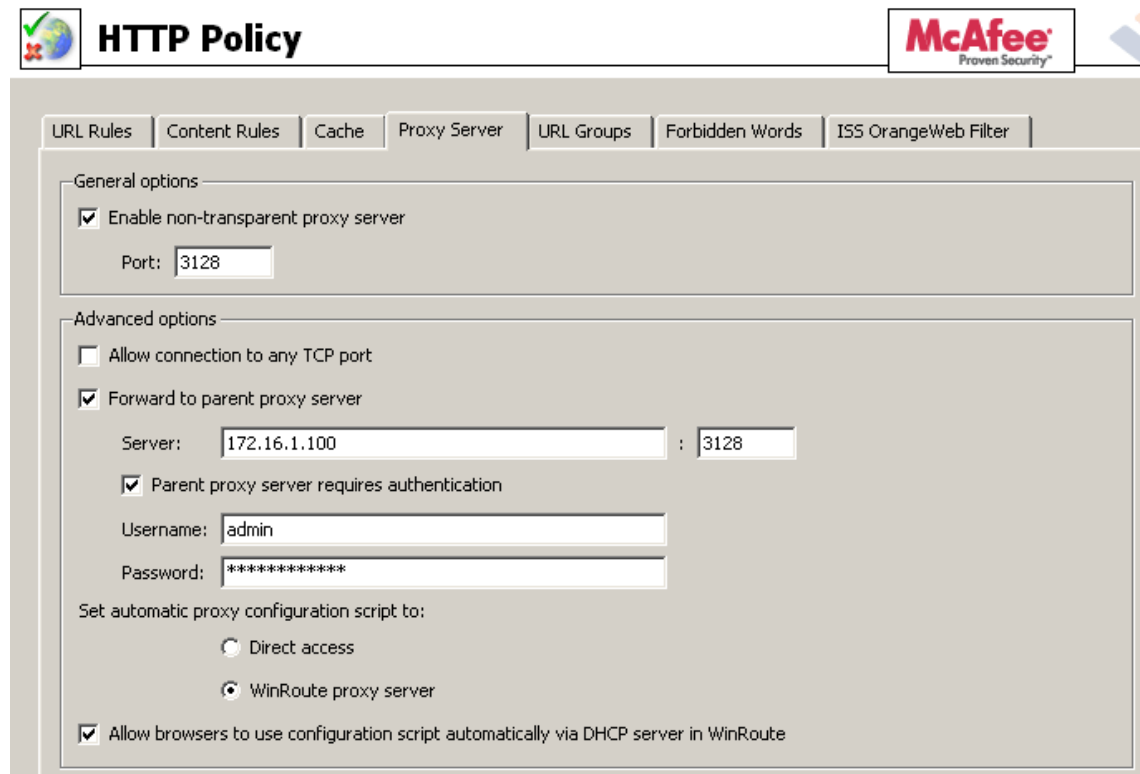 HTTP Policy
McAfee
Proven Security™
URL Rules
Content Rules
Cache
Proxy Server
URL Groups
Forbidden Words
ISS OrangeWeb Filter
General options
Enable non-transparent proxy server
Port: 3128
Advanced options
Allow connection to any TCP port
Forward to parent proxy server
Server: 172.16.1.100 : 3128
Parent proxy server requires authentication
Username: admin
Password: ************
Set automatic proxy configuration script to:
Direct access
WinRoute proxy server
Allow browsers to use configuration script automatically via DHCP server in WinRoute